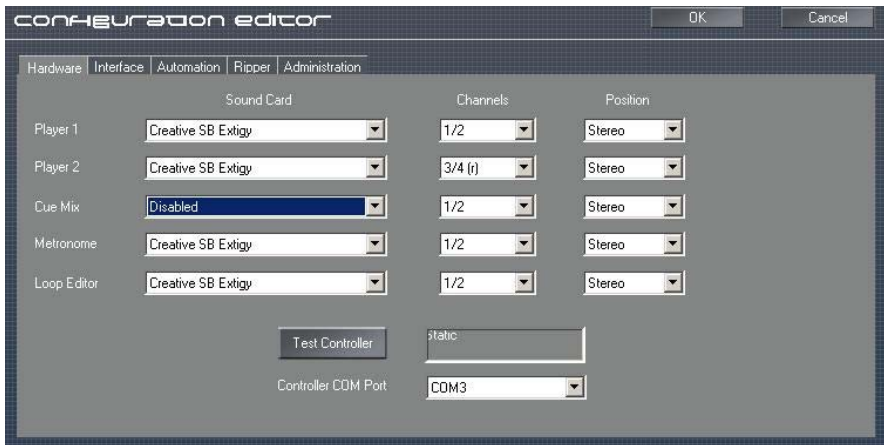 configuration editor OK Cancel
Hardware Interface Automation Ripper Administration
Sound Card Channels Position
Player 1 Creative SB Extigy 1/2 Stereo
Player 2 Creative SB Extigy 3/4 (r) Stereo
Cue Mix Disabled 1/2 Stereo
Metronome Creative SB Extigy 1/2 Stereo
Loop Editor Creative SB Extigy 1/2 Stereo
Test Controller Static
Controller COM Port COM3